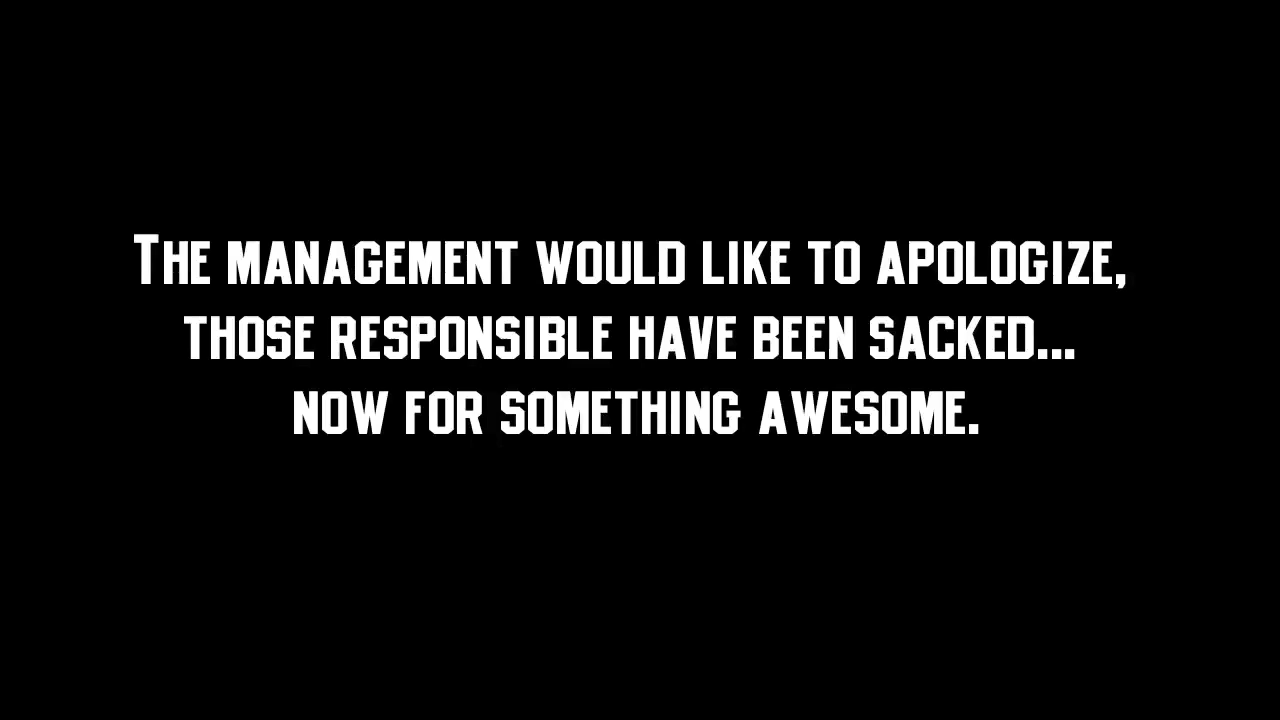 The management would like to apologize,
those responsible have been sacked...
now for something awesome.